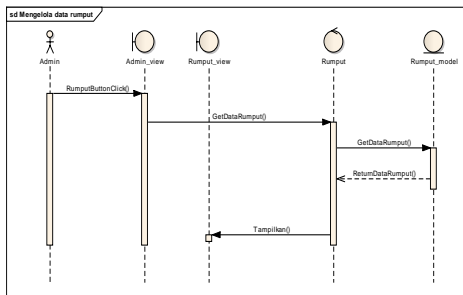 sd Mengelola data rumput
Admin
Admin_view
Rumput_view
Rumput
Rumput_model
RumputButtonClick()
GetDataRumput()
GetDataRumput()
ReturnDataRumput()
Tampilkan()